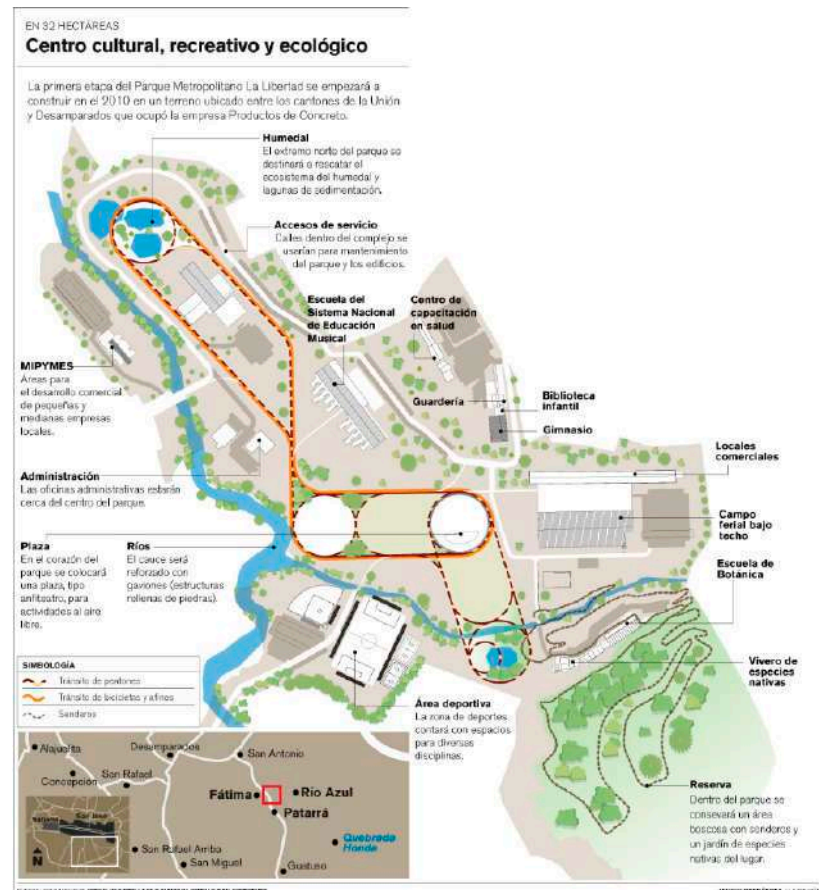 EN 32 HECTÁREAS
Centro cultural, recreativo y ecológico
La primera etapa del Parque Metropolitano La Libertad se empezará a
construir en el 2010 en un terreno ubicado entre los cantones de la Unión
y Desamparados que ocupó la empresa Productos de Concreto.
Humedal
El extremo norte del parque se
destinará a rescatar el
ecosistema del humedal y
lagunas de sedimentación.
Accesos de servicio
Calles dentro del complejo se
usarían para mantenimiento
del parque y los edificios.
Escuela del
Sistema Nacional
de Educación
Musical
Centro de
capacitación
en salud
MIPYMES
Áreas para
el desarrollo comercial
de pequeñas y
medianas empresas
locales.
Guardería
Biblioteca
infantil
Gimnasio
Locales
comerciales
Administración
Las oficinas administrativas estarán
cerca del centro del parque.
Campo
ferial bajo
techo
Plaza
En el corazón del
parque se colocará
una plaza, tipo
anfiteatro, para
actividades al aire
libre.
Ríos
El cauce será
reforzado con
gaviones (estructuras
rellenas de piedras).
Escuela de
Botánica
Vivero de
especies
nativas
SIMBOLOGÍA
Tránsito de peatones
Tránsito de bicicletas y afines
Senderos
Área deportiva
La zona de deportes
contará con espacios
para diversas
disciplinas.
Reserva
Dentro del parque se
conservará un área
boscosa con senderos y
un jardín de especies
nativas del lugar.
Alajuelita
Desamparados
San Antonio
Concepción
San Rafael
Fátima
Río Azul
Patarrá
San José
Quebrada
Honda
San Rafael Arriba
San Miguel
Guatuso
N